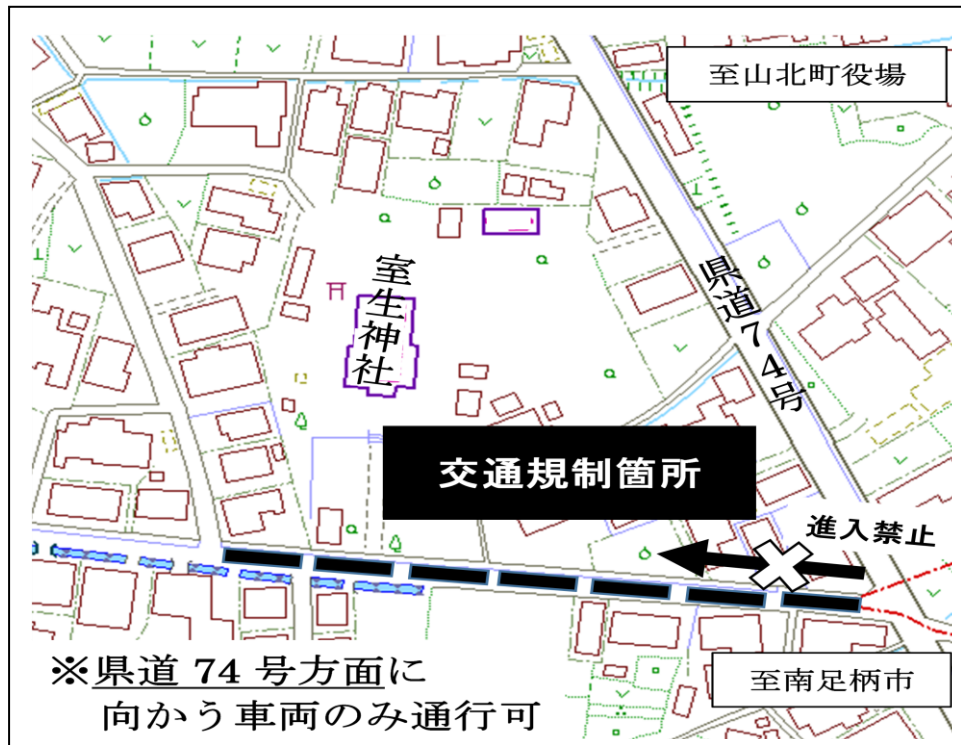 至山北町役場
県道74号
室生神社
交通規制箇所
進入禁止
至南足柄市
※県道 74 号方面に
向かう車両のみ通行可